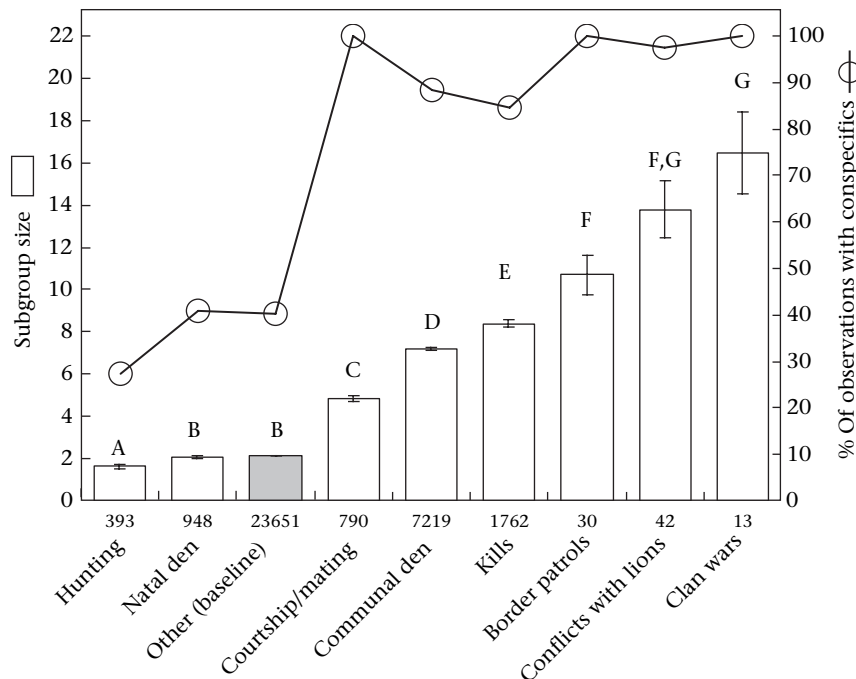 Subgroup size
22
20
18
16
14
12
10
8
6
4
2
0
A
B
B
C
D
E
F
F,G
G
100
90
80
70
60
50
40
30
20
10
0
% Of observations with conspecifics
393 948 23651 790 7219 1762 30 42 13
Hunting
Natal den
Other (baseline)
Courtship/mating
Communal den
Kills
Border patrols
Conflicts with lions
Clan wars